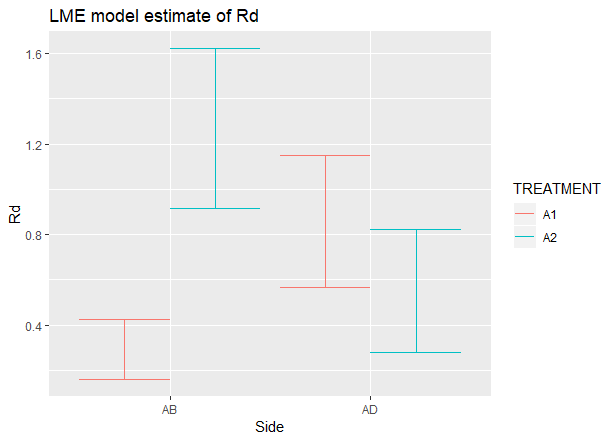 LME model estimate of Rd
1.6
1.2
0.8
0.4
Rd
AB
AD
Side
TREATMENT
A1
A2